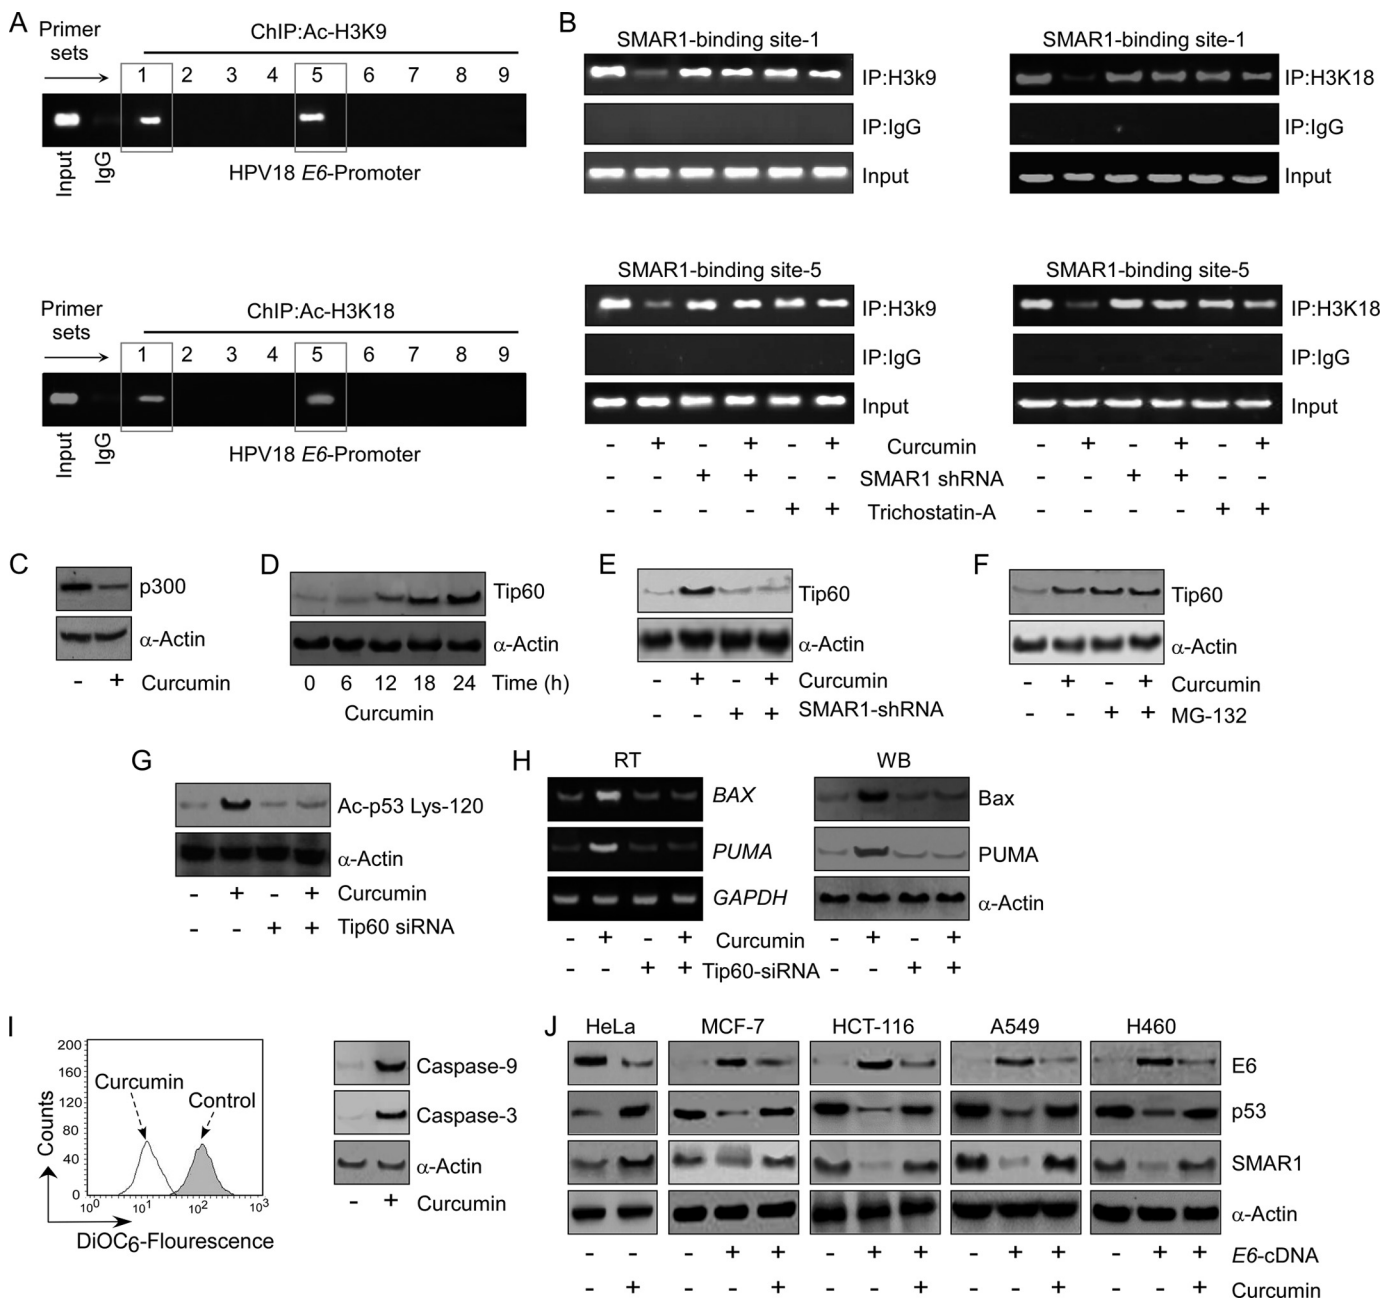 A
Primer sets
ChIP:Ac-H3K9
1 2 3 4 5 6 7 8 9
Input
IgG
HPV18 E6-Promoter
Primer sets
ChIP:Ac-H3K18
1 2 3 4 5 6 7 8 9
Input
IgG
HPV18 E6-Promoter
B
SMAR1-binding site-1
IP:H3k9
IP:IgG
Input
SMAR1-binding site-1
IP:H3K18
IP:IgG
Input
SMAR1-binding site-5
IP:H3k9
IP:IgG
Input
SMAR1-binding site-5
IP:H3K18
IP:IgG
Input
- + - + - + Curcumin - + - + - +
- - + + - - SMAR1 shRNA - - + + - -
- - - - + + Trichostatin-A - - - - + +
C
p300
α-Actin
- + Curcumin
D
Tip60
α-Actin
0 6 12 18 24 Time (h)
Curcumin
E
Tip60
α-Actin
- + - + Curcumin
- - + + SMAR1-shRNA
F
Tip60
α-Actin
- + - + Curcumin
- - + + MG-132
G
Ac-p53 Lys-120
α-Actin
- + - + Curcumin
- - + + Tip60 siRNA
H
RT
WB
BAX
PUMA
GAPDH
Bax
PUMA
α-Actin
- + - + Curcumin - + - +
- - + + Tip60-siRNA - - + +
I
200
160
120
80
40
0
Counts
Curcumin
Control
10⁰ 10¹ 10² 10³
DiOC6-Flourescence
Caspase-9
Caspase-3
α-Actin
- + Curcumin
J
HeLa MCF-7 HCT-116 A549 H460
E6
p53
SMAR1
α-Actin
- - - + + - + + - + + - + + E6-cDNA
- + - - + - - + - - + - - + Curcumin